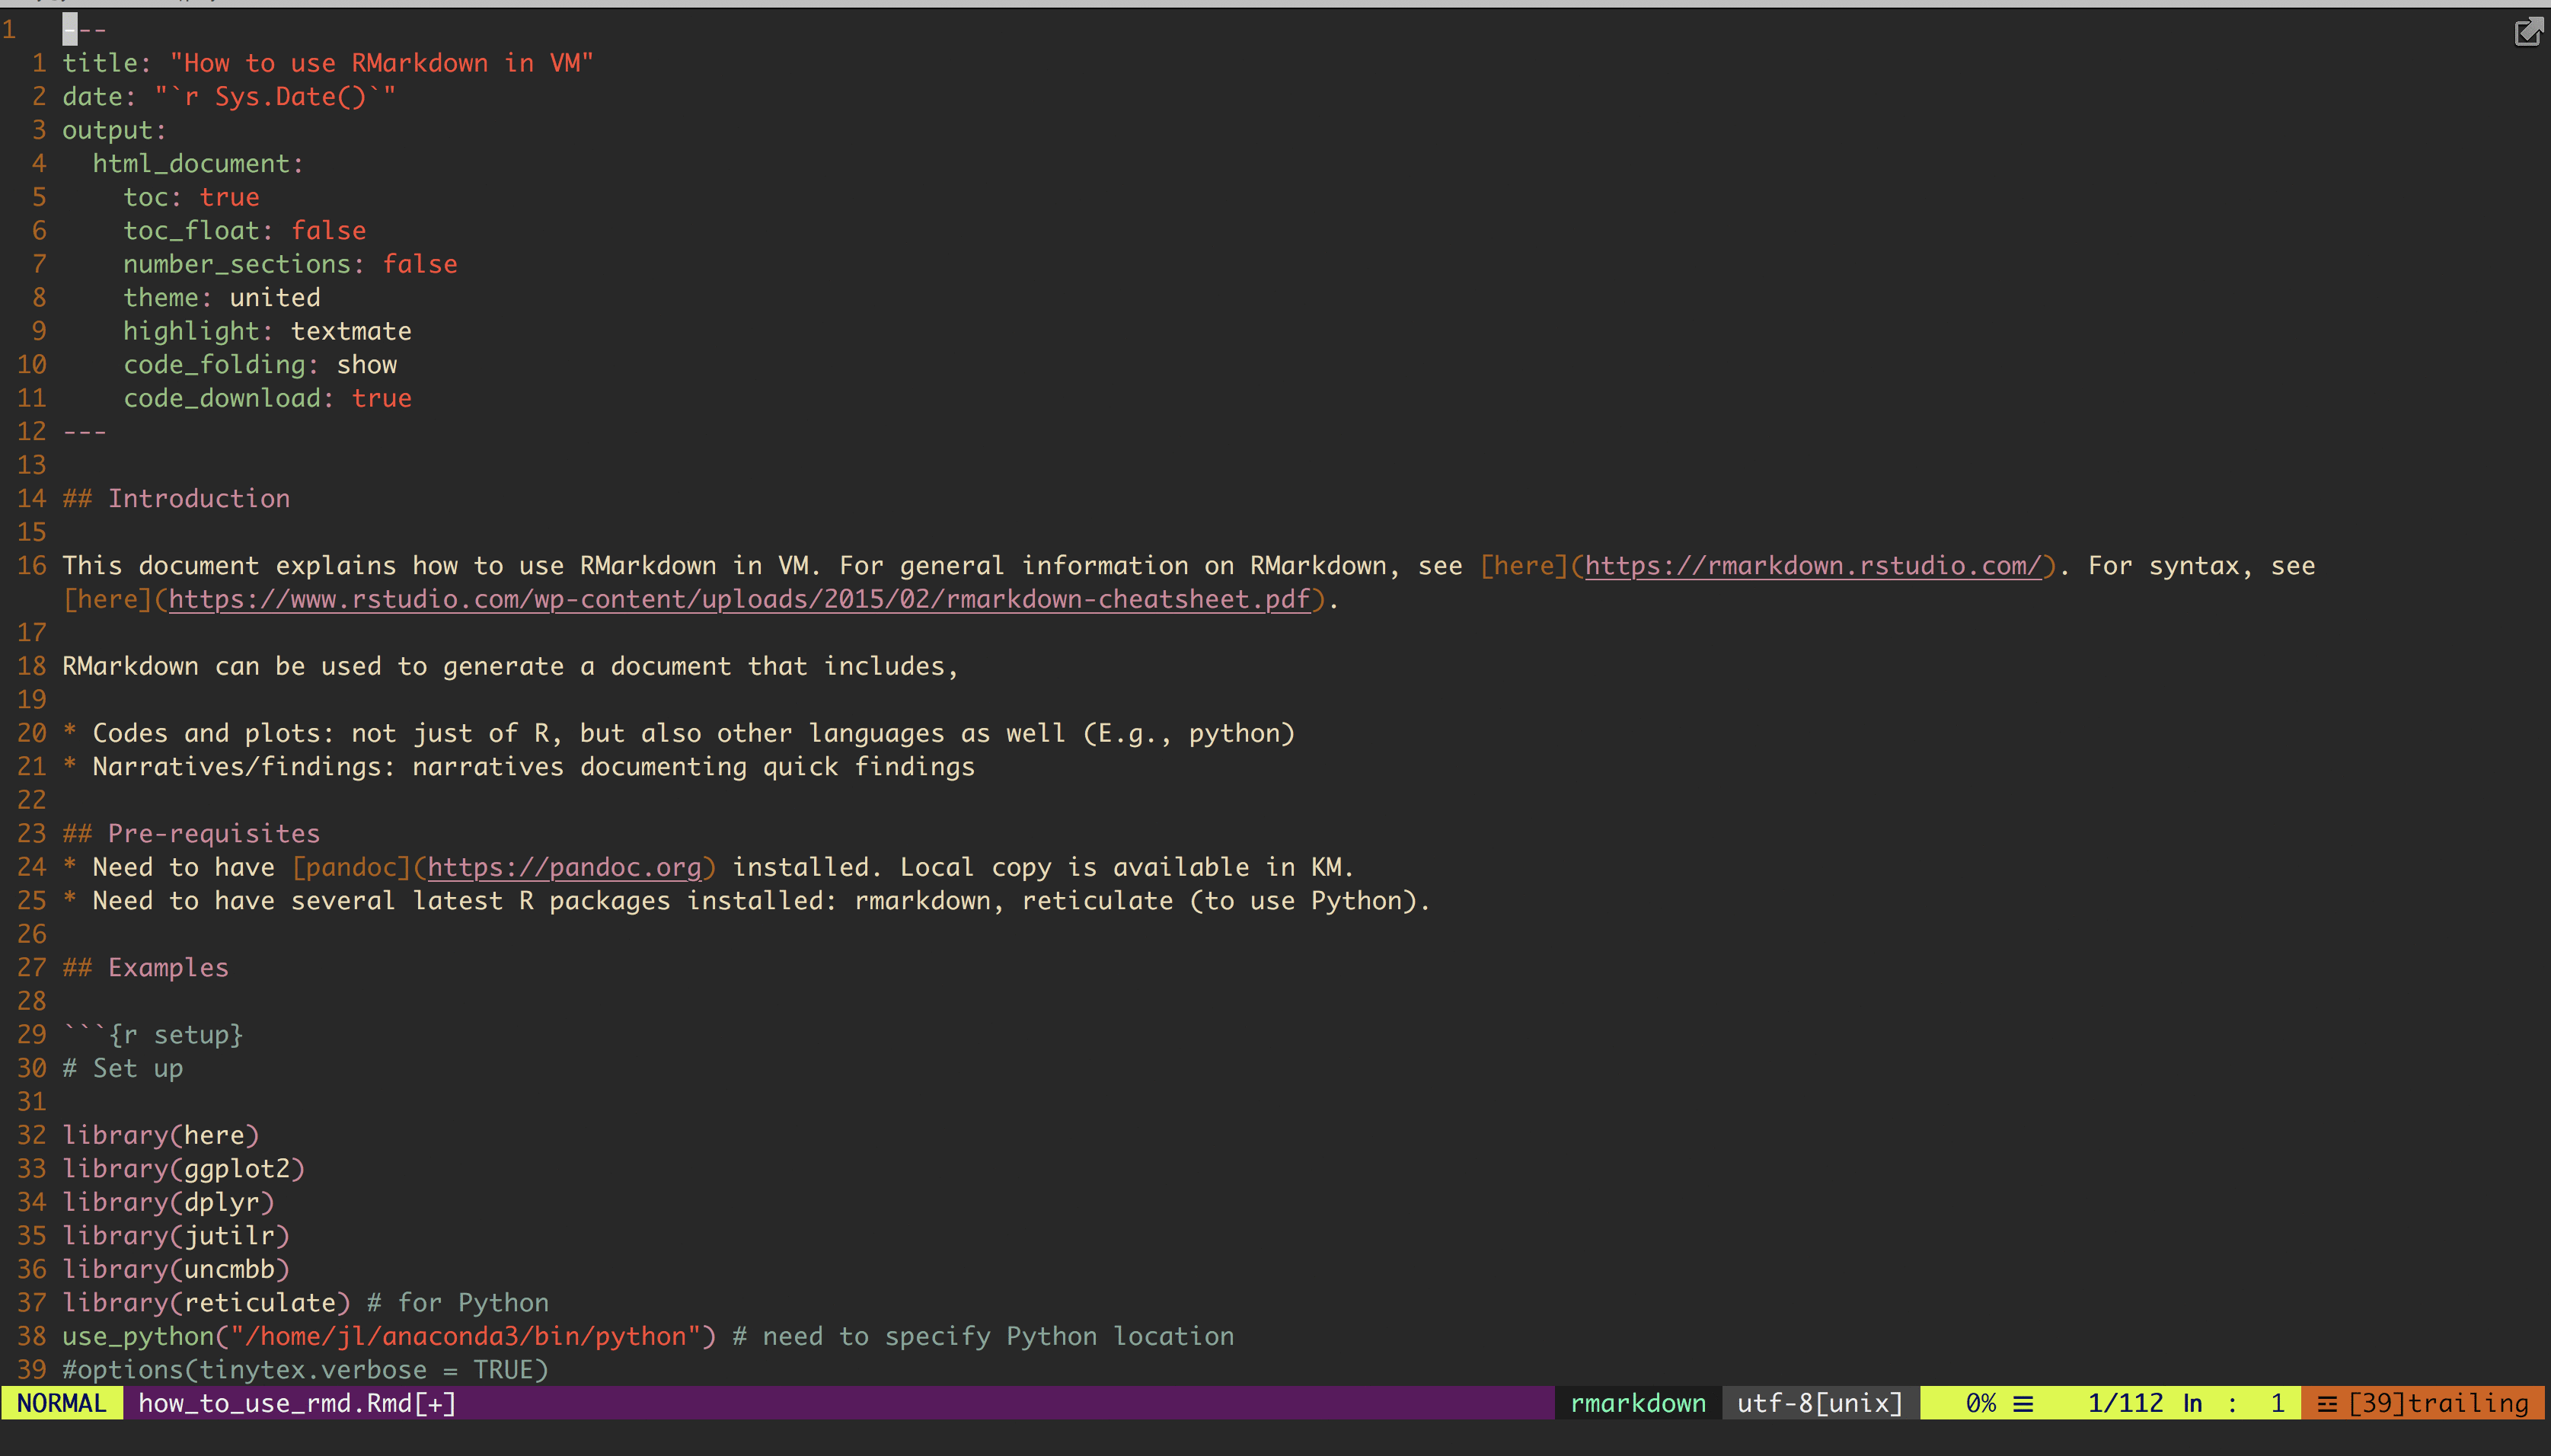 1 ---
1 title: "How to use RMarkdown in VM"
2 date: "`r Sys.Date()`"
3 output:
4   html_document:
5     toc: true
6     toc_float: false
7     number_sections: false
8     theme: united
9     highlight: textmate
10     code_folding: show
11     code_download: true
12 ---
13
14 ## Introduction
15
16 This document explains how to use RMarkdown in VM. For general information on RMarkdown, see [here](https://rmarkdown.rstudio.com/). For syntax, see
[here](https://www.rstudio.com/wp-content/uploads/2015/02/rmarkdown-cheatsheet.pdf).
17
18 RMarkdown can be used to generate a document that includes,
19
20 * Codes and plots: not just of R, but also other languages as well (E.g., python)
21 * Narratives/findings: narratives documenting quick findings
22
23 ## Pre-requisites
24 * Need to have [pandoc](https://pandoc.org) installed. Local copy is available in KM.
25 * Need to have several latest R packages installed: rmarkdown, reticulate (to use Python).
26
27 ## Examples
28
29 ```{r setup}
30 # Set up
31
32 library(here)
33 library(ggplot2)
34 library(dplyr)
35 library(jutilr)
36 library(uncmbb)
37 library(reticulate) # for Python
38 use_python("/home/jl/anaconda3/bin/python") # need to specify Python location
39 #options(tinytex.verbose = TRUE)
NORMAL how_to_use_rmd.Rmd[+] rmarkdown utf-8[unix] 0% ☰ 1/112 ln : 1 ☲ [39]trailing